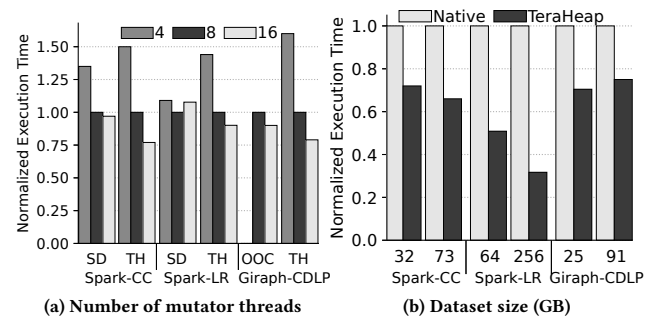 4 8 16
Normalized Execution Time
1.50
1.25
1.00
0.75
0.50
0.25
0.00
SD TH SD TH OOC TH
Spark-CC Spark-LR Giraph-CDLP
(a) Number of mutator threads
Native TeraHeap
Normalized Execution Time
1.0
0.8
0.6
0.4
0.2
0.0
32 73 64 256 25 91
Spark-CC Spark-LR Giraph-CDLP
(b) Dataset size (GB)